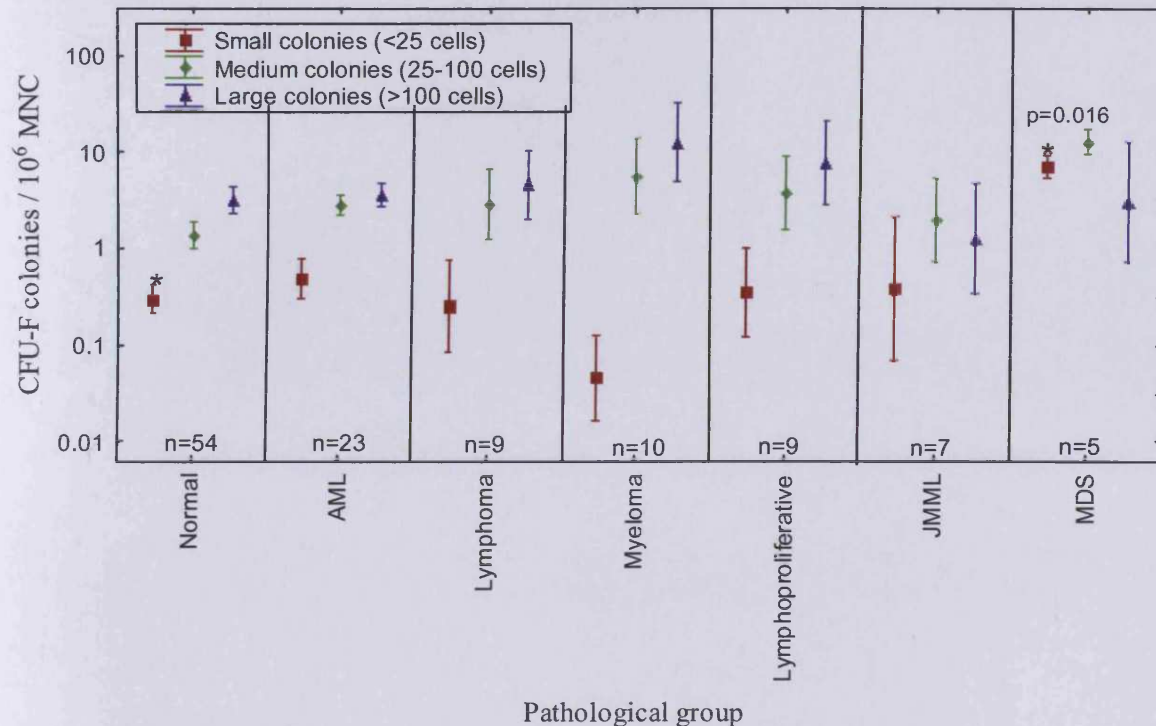 CFU-F colonies / 10⁶ MNC
100
10
1
0.1
0.01
Small colonies (<25 cells)
Medium colonies (25-100 cells)
Large colonies (>100 cells)
p=0.016
*
*
n=54
n=23
n=9
n=10
n=9
n=7
n=5
Normal
AML
Lymphoma
Myeloma
Lymphoproliferative
JMML
MDS
Pathological group